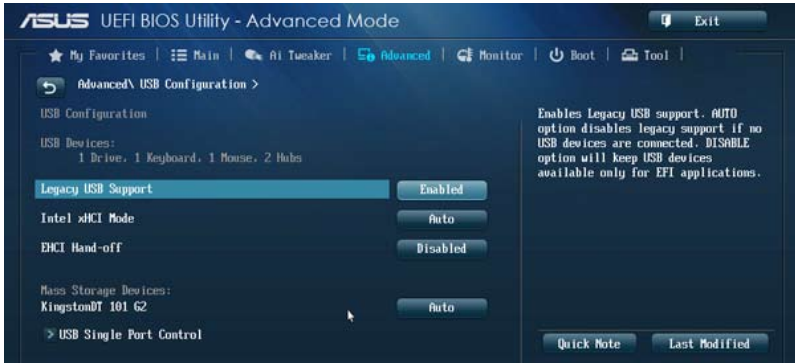 ASUS UEFI BIOS Utility - Advanced Mode
Exit
My Favorites | Main | Ai Tweaker | Advanced | Monitor | Boot | Tool |
Advanced\ USB Configuration >
USB Configuration
USB Devices:
1 Drive, 1 Keyboard, 1 Mouse, 2 Hubs
Legacy USB Support Enabled
Intel xHCI Mode Auto
EHCI Hand-off Disabled
Mass Storage Devices:
KingstonDT 101 G2 Auto
> USB Single Port Control
Enables Legacy USB support. AUTO
option disables legacy support if no
USB devices are connected. DISABLE
option will keep USB devices
available only for EFI applications.
Quick Note Last Modified